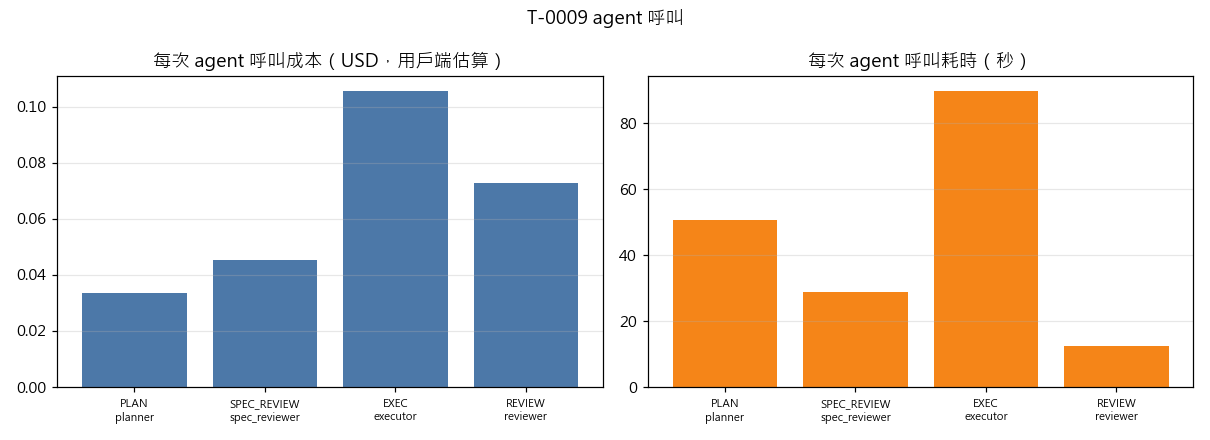 T-0009 agent 呼叫
每次 agent 呼叫成本（USD，用戶端估算）
0.10
0.08
0.06
0.04
0.02
0.00
PLAN
planner
SPEC_REVIEW
spec_reviewer
EXEC
executor
REVIEW
reviewer
每次 agent 呼叫耗時（秒）
80
60
40
20
0
PLAN
planner
SPEC_REVIEW
spec_reviewer
EXEC
executor
REVIEW
reviewer